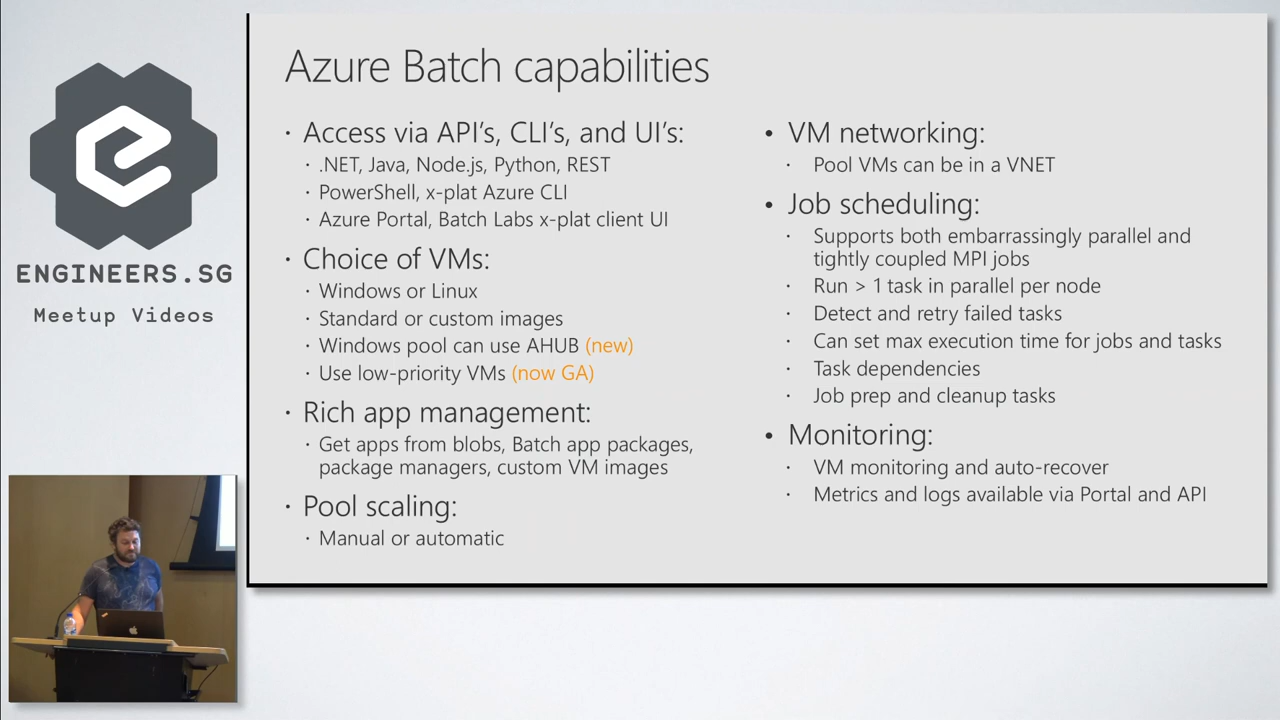 ENGINEERS.SG
Meetup Videos
Azure Batch capabilities
• Access via API's, CLI's, and UI's:
• .NET, Java, Node.js, Python, REST
• PowerShell, x-plat Azure CLI
• Azure Portal, Batch Labs x-plat client UI
• Choice of VMs:
• Windows or Linux
• Standard or custom images
• Windows pool can use AHUB (new)
• Use low-priority VMs (now GA)
• Rich app management:
• Get apps from blobs, Batch app packages,
package managers, custom VM images
• Pool scaling:
• Manual or automatic
• VM networking:
• Pool VMs can be in a VNET
• Job scheduling:
• Supports both embarrassingly parallel and
tightly coupled MPI jobs
• Run > 1 task in parallel per node
• Detect and retry failed tasks
• Can set max execution time for jobs and tasks
• Task dependencies
• Job prep and cleanup tasks
• Monitoring:
• VM monitoring and auto-recover
• Metrics and logs available via Portal and API